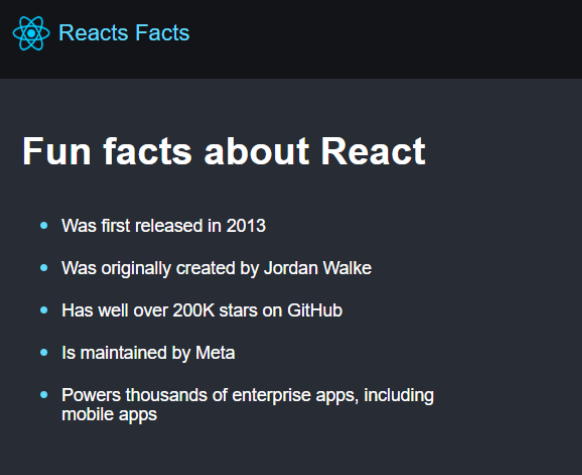 Reacts Facts
Fun facts about React
Was first released in 2013
Was originally created by Jordan Walke
Has well over 200K stars on GitHub
Is maintained by Meta
Powers thousands of enterprise apps, including
mobile apps